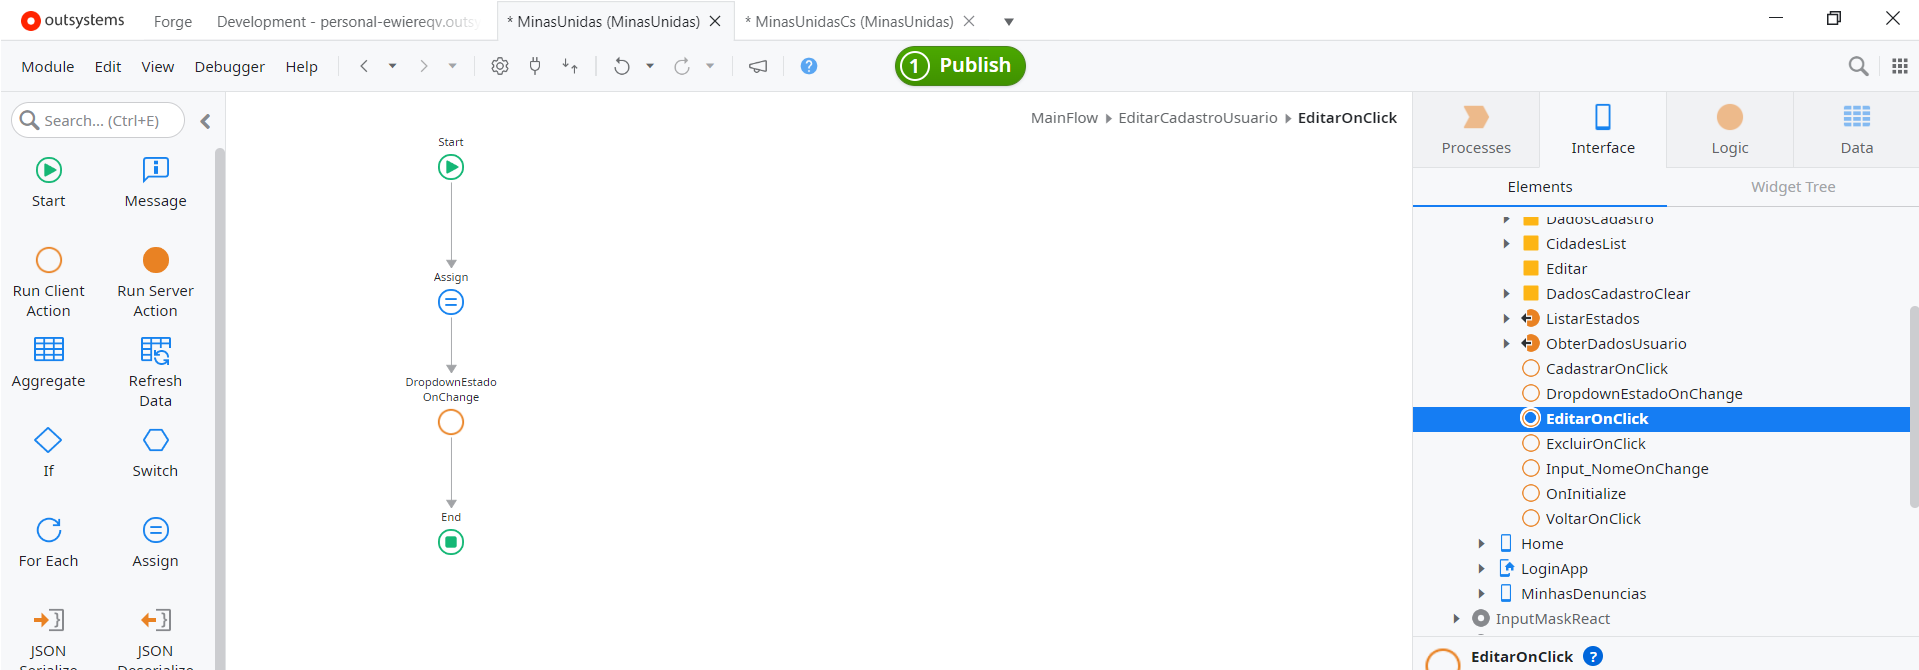 outsystems
Forge
Development - personal-ewiereqv.outsy
* MinasUnidas (MinasUnidas)
* MinasUnidasCs (MinasUnidas)
Module
Edit
View
Debugger
Help
?
1 Publish
Search... (Ctrl+E)
Start
Message
Run Client
Action
Run Server
Action
Aggregate
Refresh
Data
If
Switch
For Each
Assign
JSON
Serialize
JSON
Deserialize
MainFlow
EditarCadastroUsuario
EditarOnClick
Start
Assign
DropdownEstado
OnChange
End
Processes
Interface
Logic
Data
Elements
Widget Tree
DadosCadastro
CidadesList
Editar
DadosCadastroClear
ListarEstados
ObterDadosUsuario
CadastrarOnClick
DropdownEstadoOnChange
EditarOnClick
ExcluirOnClick
Input_NomeOnChange
OnInitialize
VoltarOnClick
Home
LoginApp
MinhasDenuncias
InputMaskReact
EditarOnClick ?